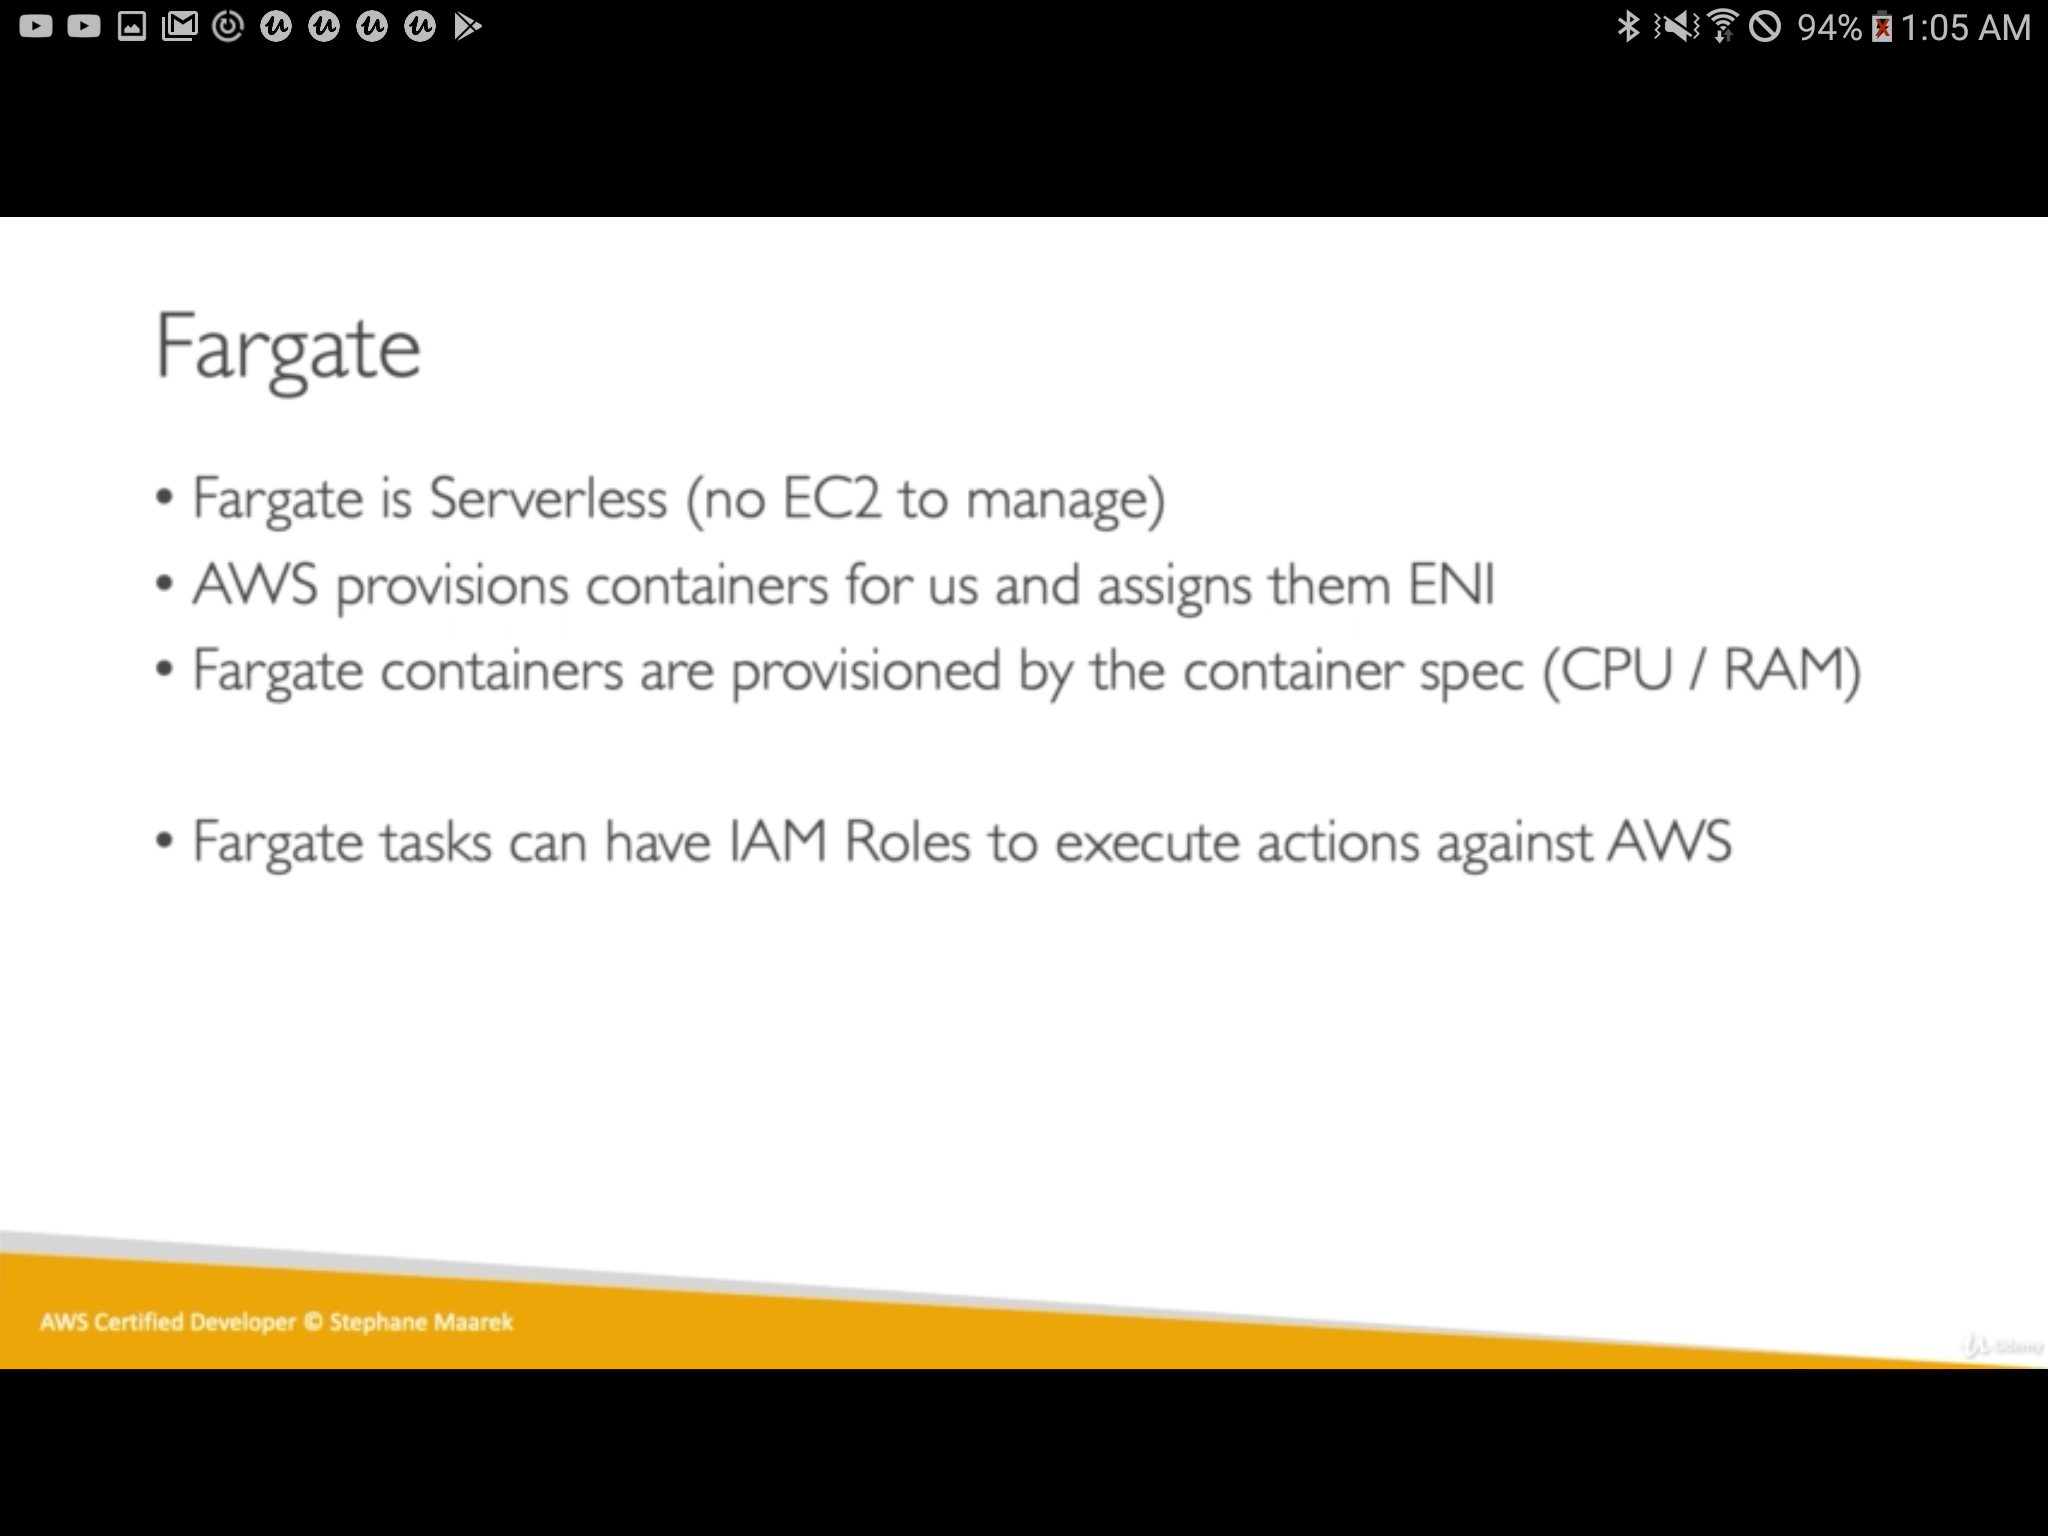 94% 1:05 AM
Fargate
• Fargate is Serverless (no EC2 to manage)
• AWS provisions containers for us and assigns them ENI
• Fargate containers are provisioned by the container spec (CPU / RAM)
• Fargate tasks can have IAM Roles to execute actions against AWS
AWS Certified Developer © Stephane Maarek
Udemy